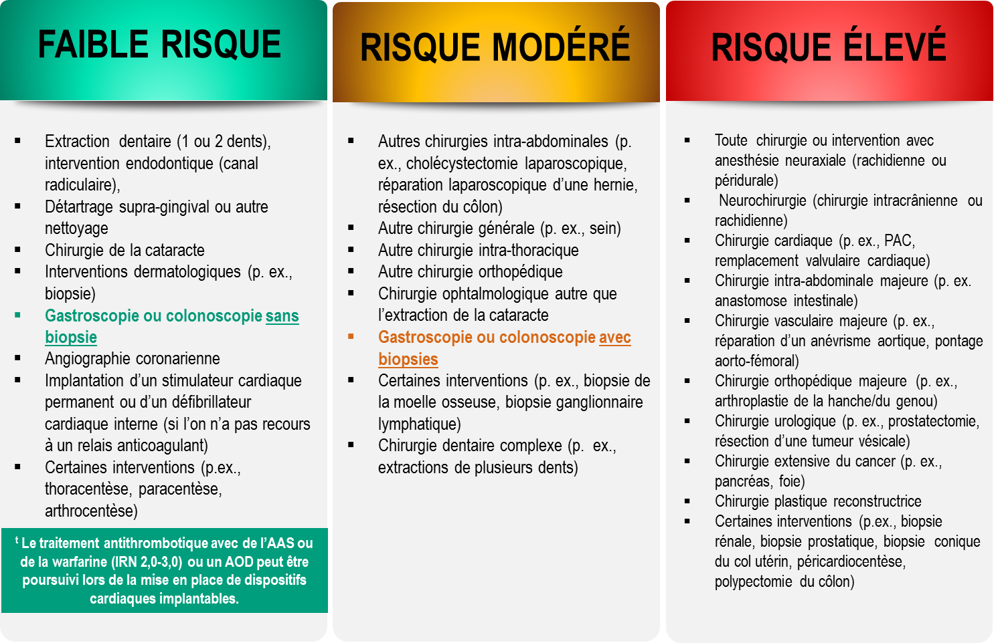 FAIBLE RISQUE
▪ Extraction dentaire (1 ou 2 dents),
intervention endodontique (canal
radiculaire),
▪ Détartrage supra-gingival ou autre
nettoyage
▪ Chirurgie de la cataracte
▪ Interventions dermatologiques (p. ex.,
biopsie)
▪ Gastroscopie ou colonoscopie sans
biopsie
▪ Angiographie coronarienne
▪ Implantation d’un stimulateur cardiaque
permanent ou d’un défibrillateur
cardiaque interne (si l’on n’a pas recours
à un relais anticoagulant)
▪ Certaines interventions (p.ex.,
thoracentèse, paracentèse,
arthrocentèse)
t Le traitement antithrombotique avec de l’AAS ou
de la warfarine (IRN 2,0-3,0) ou un AOD peut être
poursuivi lors de la mise en place de dispositifs
cardiaques implantables.
RISQUE MODÉRÉ
▪ Autres chirurgies intra-abdominales (p.
ex., cholécystectomie laparoscopique,
réparation laparoscopique d’une hernie,
résection du côlon)
▪ Autre chirurgie générale (p. ex., sein)
▪ Autre chirurgie intra-thoracique
▪ Autre chirurgie orthopédique
▪ Chirurgie ophtalmologique autre que
l’extraction de la cataracte
▪ Gastroscopie ou colonoscopie avec
biopsies
▪ Certaines interventions (p. ex., biopsie de
la moelle osseuse, biopsie ganglionnaire
lymphatique)
▪ Chirurgie dentaire complexe (p. ex.,
extractions de plusieurs dents)
RISQUE ÉLEVÉ
▪ Toute chirurgie ou intervention avec
anesthésie neuraxiale (rachidienne ou
péridurale)
▪ Neurochirurgie (chirurgie intracrânienne ou
rachidienne)
▪ Chirurgie cardiaque (p. ex., PAC,
remplacement valvulaire cardiaque)
▪ Chirurgie intra-abdominale majeure (p. ex.
anastomose intestinale)
▪ Chirurgie vasculaire majeure (p. ex.,
réparation d’un anévrisme aortique, pontage
aorto-fémoral)
▪ Chirurgie orthopédique majeure (p. ex.,
arthroplastie de la hanche/du genou)
▪ Chirurgie urologique (p. ex., prostatectomie,
résection d’une tumeur vésicale)
▪ Chirurgie extensive du cancer (p. ex.,
pancréas, foie)
▪ Chirurgie plastique reconstructrice
▪ Certaines interventions (p.ex., biopsie
rénale, biopsie prostatique, biopsie conique
du col utérin, péricardiocentèse,
polypectomie du côlon)